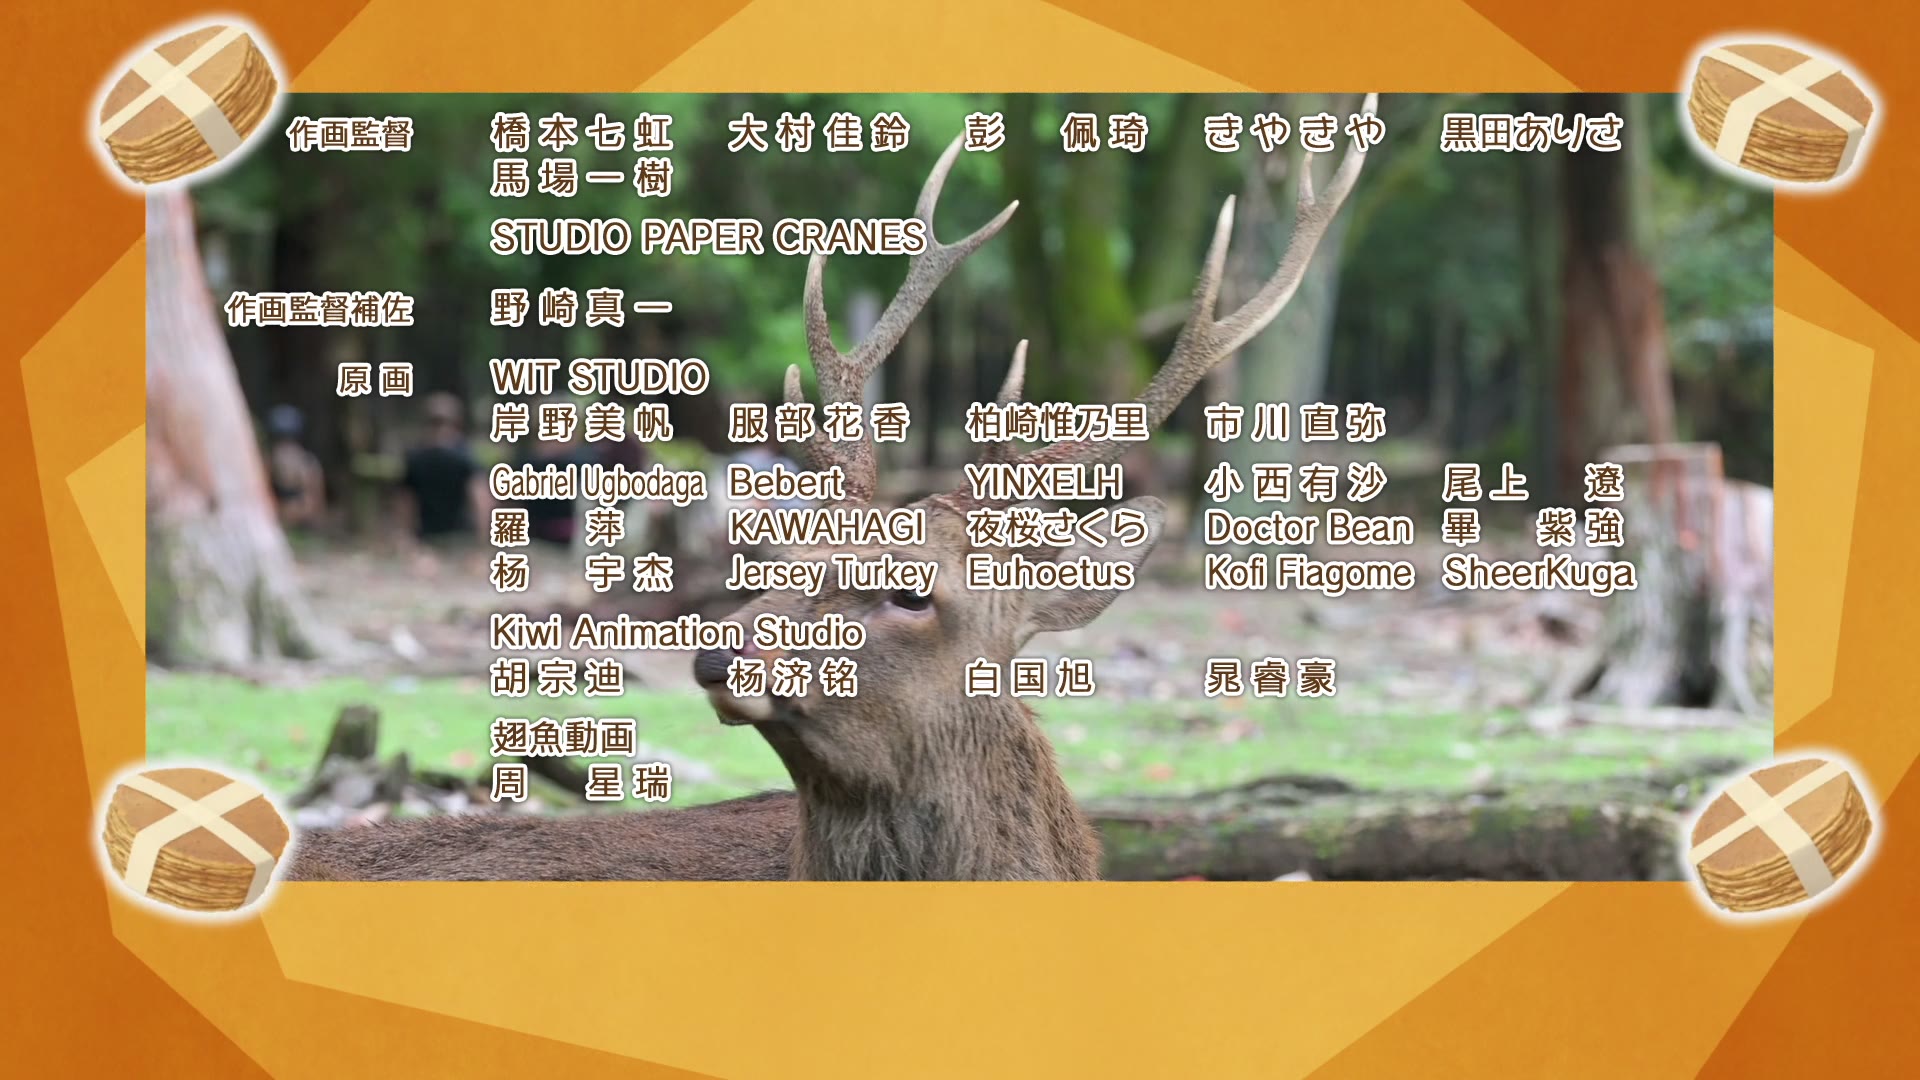 作画監督 橋本七虹 大村佳鈴 彭 佩琦 きやきや 黒田ありさ
馬場一樹
STUDIO PAPER CRANES
作画監督補佐 野崎真一
原画 WIT STUDIO
岸野美帆 服部花香 柏崎惟乃里 市川直弥
Gabriel Ugbodaga Bebert YINXELH 小西有沙 尾上 遼
羅 萍 KAWAHAGI 夜桜さくら Doctor Bean 畢 紫強
杨 宇杰 Jersey Turkey Euhoetus Kofi Fiagome SheerKuga
Kiwi Animation Studio
胡宗迪 杨济铭 白国旭 晁睿豪
翅魚動画
周 星瑞